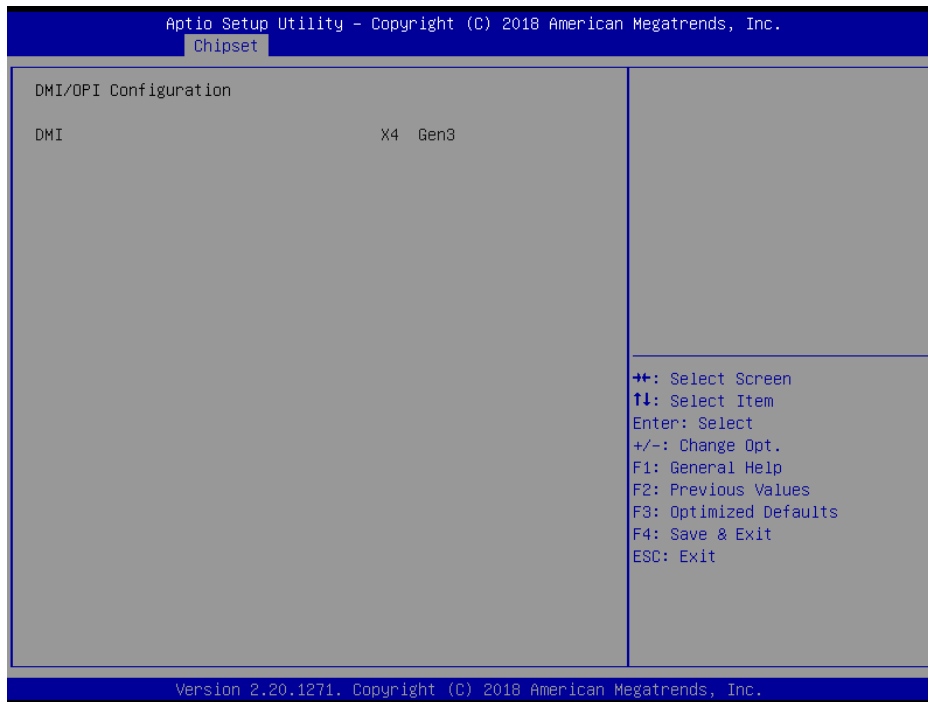 Aptio Setup Utility – Copyright (C) 2018 American Megatrends, Inc.
Chipset
DMI/OPI Configuration
DMI X4 Gen3
→←: Select Screen
↑↓: Select Item
Enter: Select
+/-: Change Opt.
F1: General Help
F2: Previous Values
F3: Optimized Defaults
F4: Save & Exit
ESC: Exit
Version 2.20.1271. Copyright (C) 2018 American Megatrends, Inc.